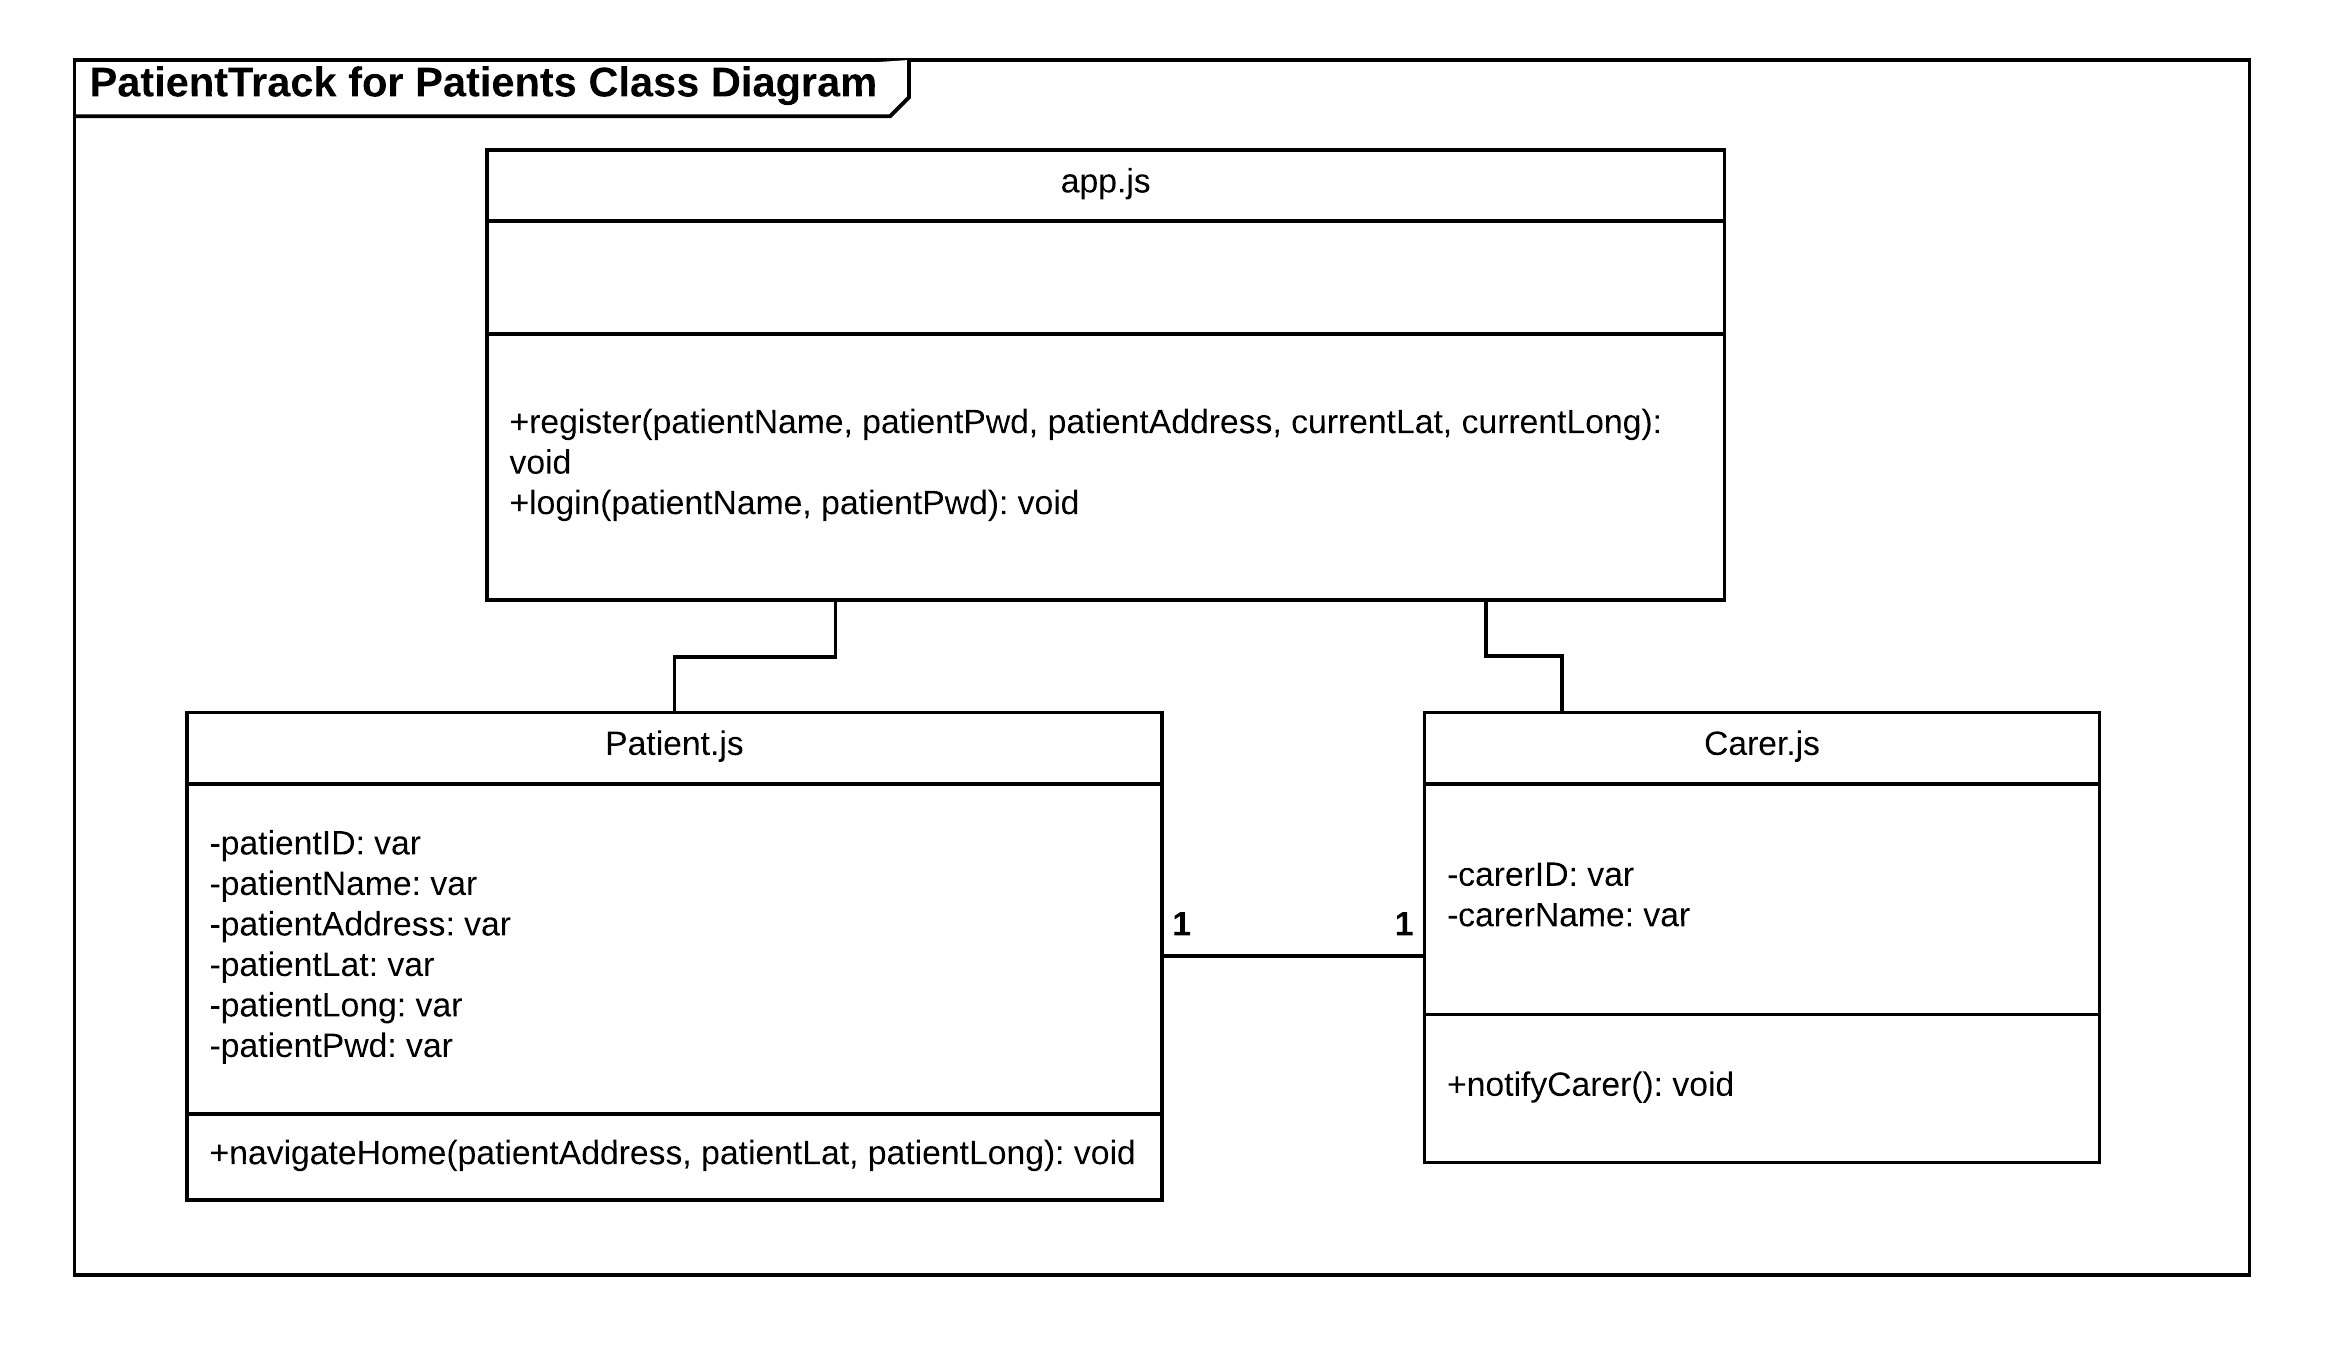 PatientTrack for Patients Class Diagram
app.js
+register(patientName, patientPwd, patientAddress, currentLat, currentLong):
void
+login(patientName, patientPwd): void
Patient.js
-patientID: var
-patientName: var
-patientAddress: var
-patientLat: var
-patientLong: var
-patientPwd: var
+navigateHome(patientAddress, patientLat, patientLong): void
1
1
Carer.js
-carerID: var
-carerName: var
+notifyCarer(): void